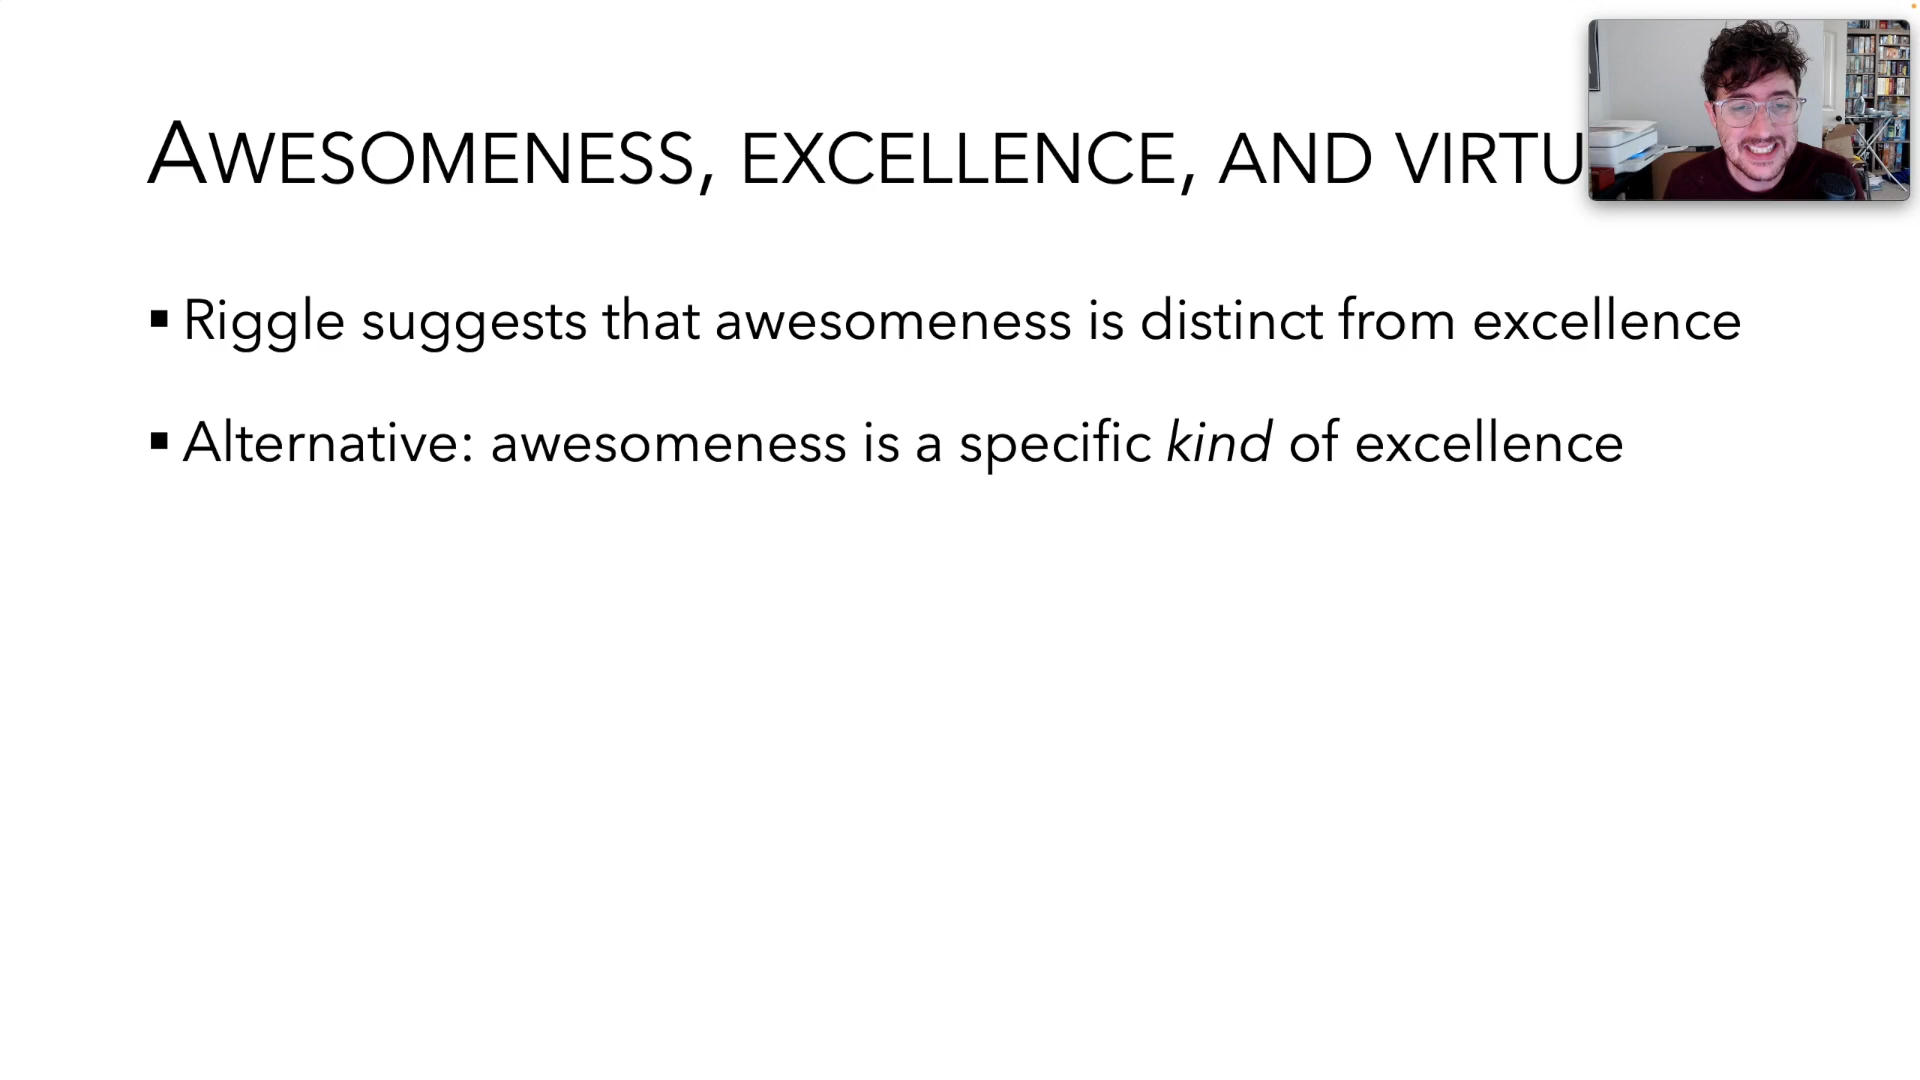 AWESOMENESS, EXCELLENCE, AND VIRTU
▪ Riggle suggests that awesomeness is distinct from excellence
▪ Alternative: awesomeness is a specific kind of excellence